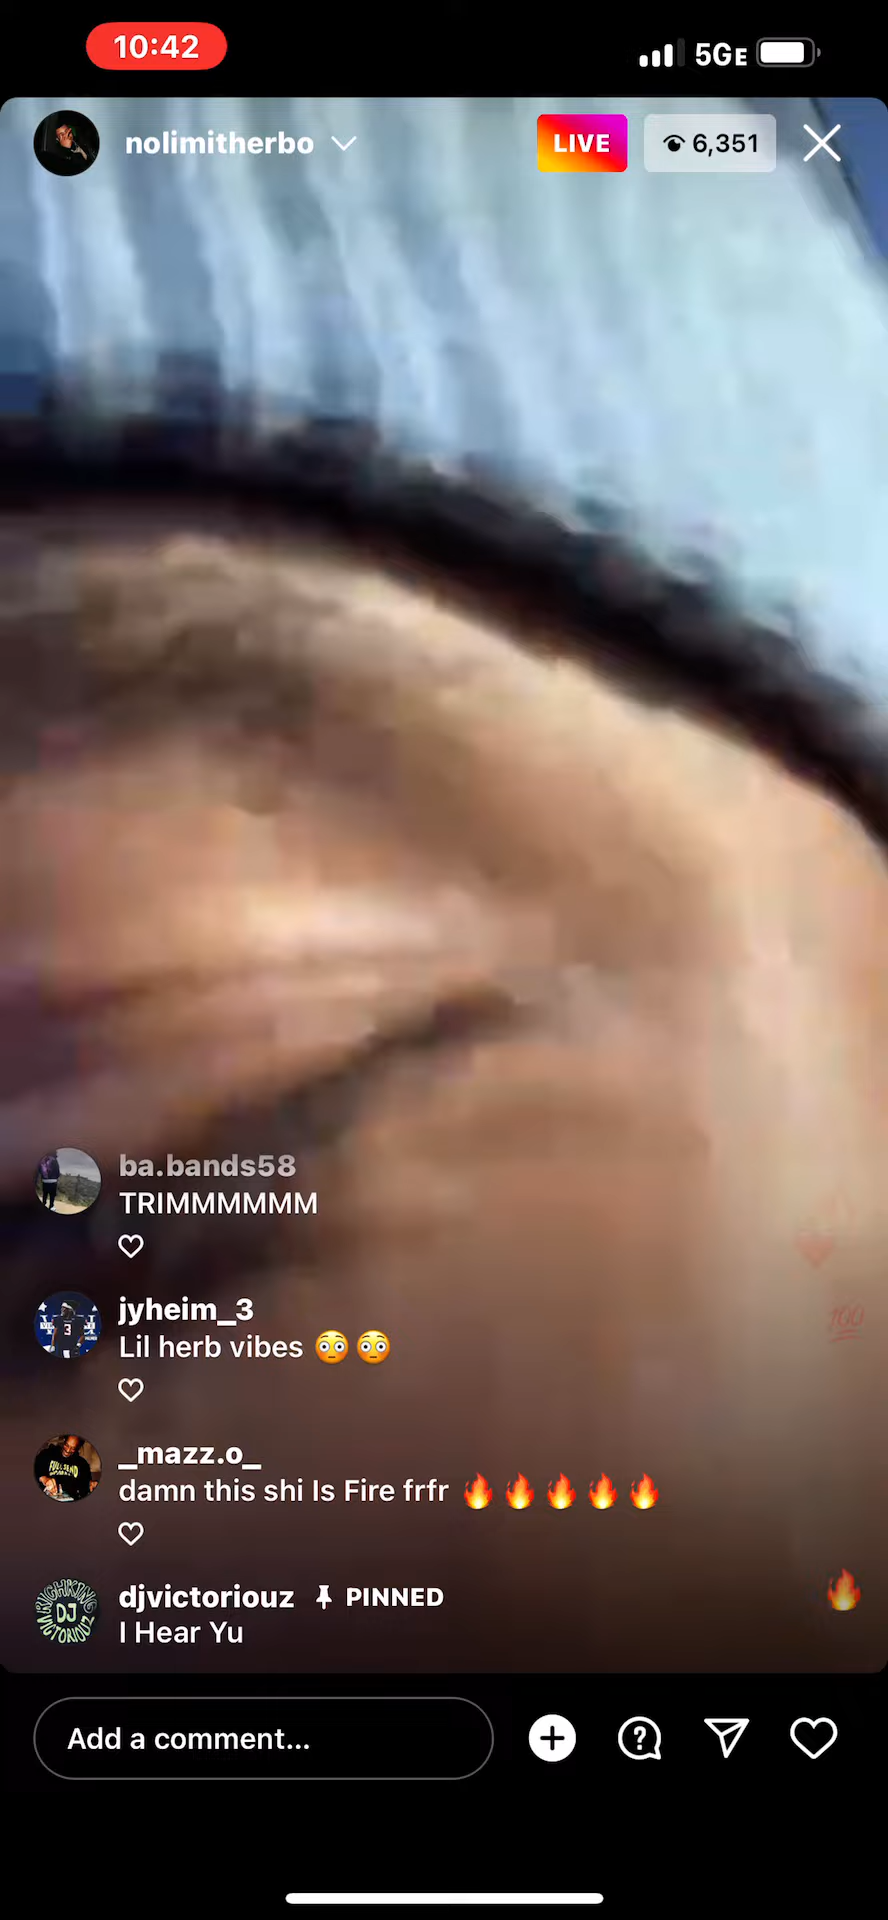 10:42
5GE
nolimitherbo
LIVE
6,351
ba.bands58
TRIMMMMMM
jyheim_3
Lil herb vibes 😳😳
_mazz.o_
damn this shi Is Fire frfr 🔥🔥🔥🔥🔥
djvictoriouz PINNED
I Hear Yu
Add a comment...